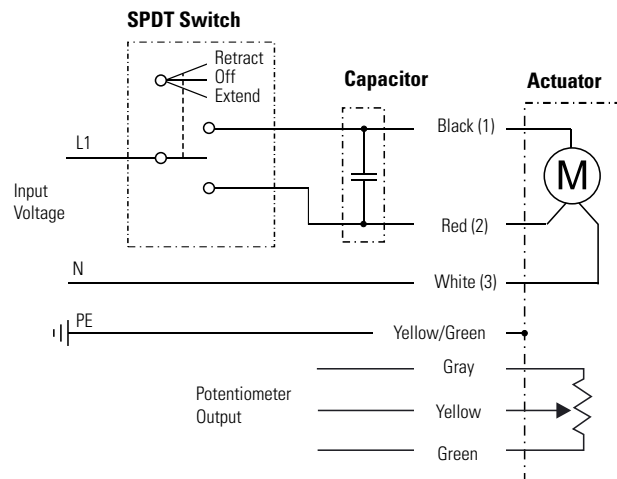 SPDT Switch
Retract
Off
Extend
Capacitor
Actuator
L1
Black (1)
M
Input
Voltage
Red (2)
N
White (3)
PE
Yellow/Green
Gray
Potentiometer
Output
Yellow
Green